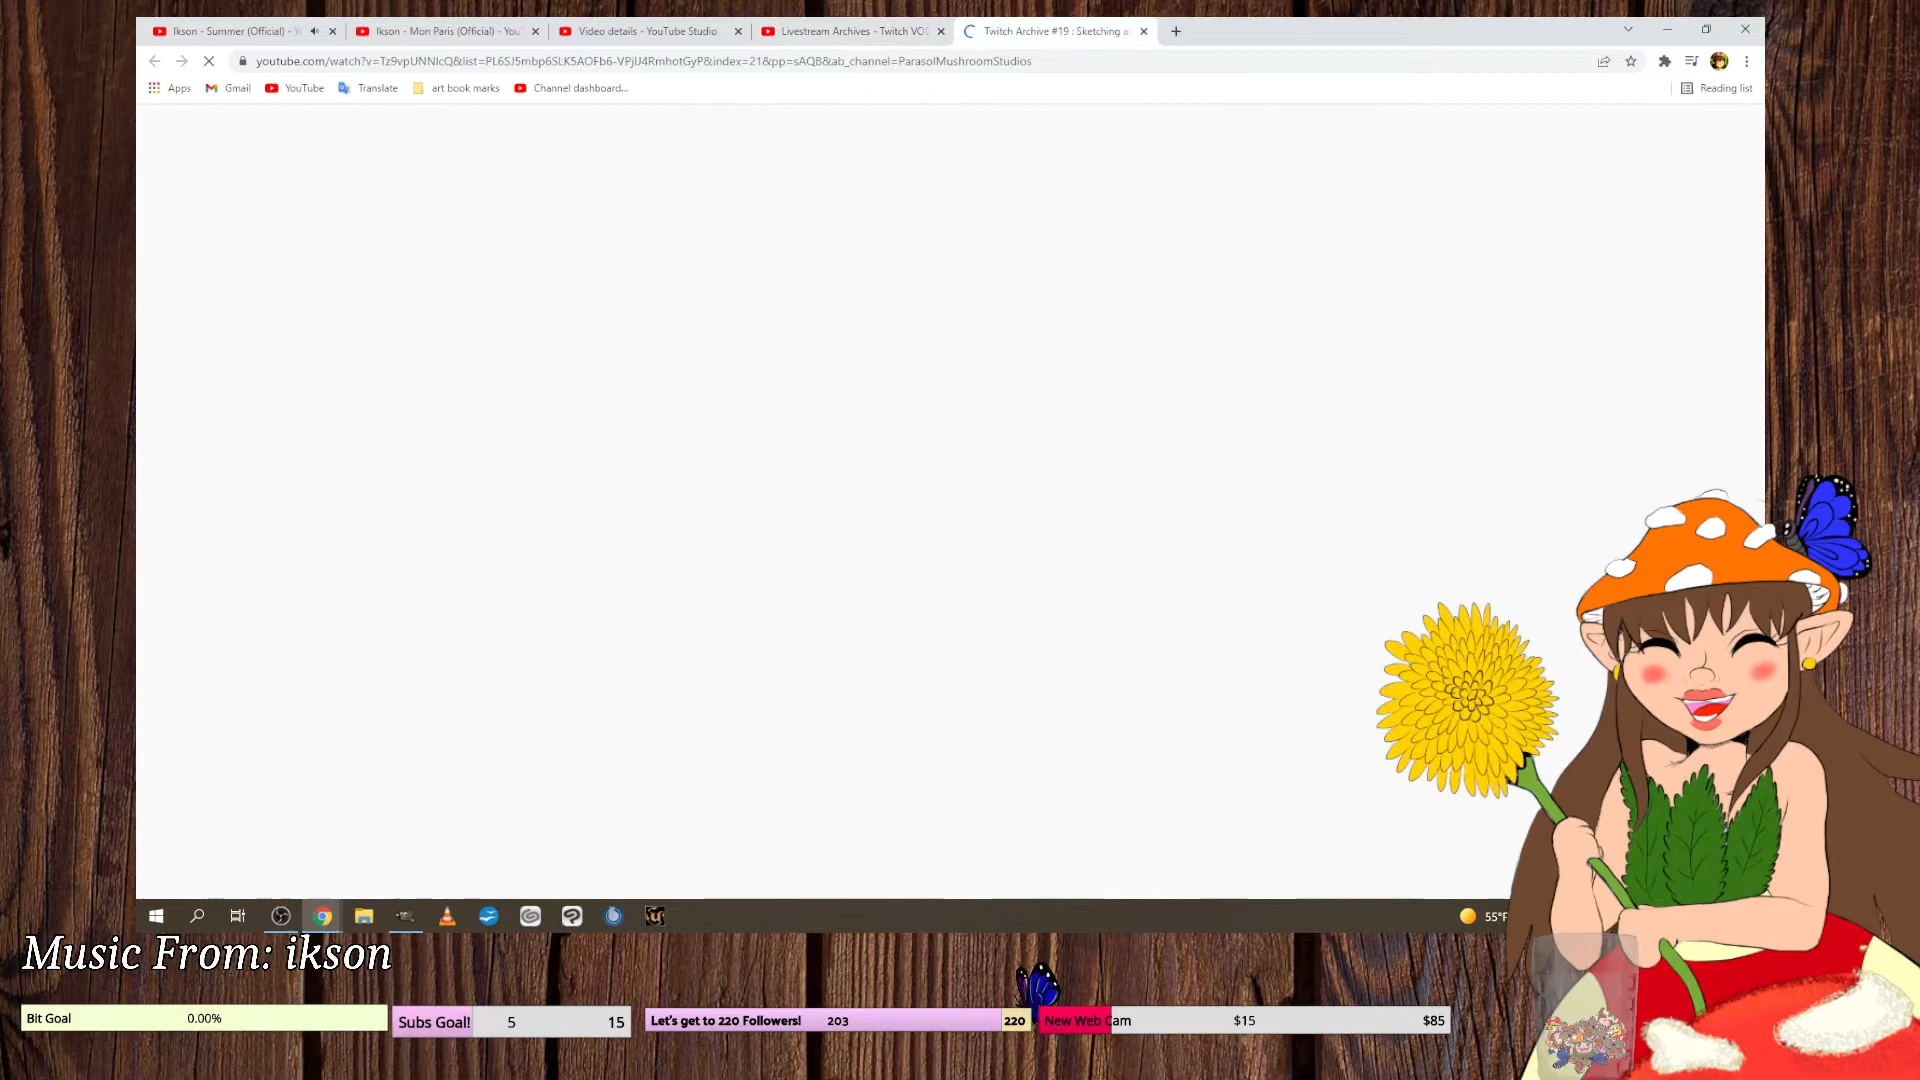 Ikson - Summer (Official) - Y
Ikson - Mon Paris (Official) - YouT
Video details - YouTube Studio
Livestream Archives - Twitch VOD
Twitch Archive #19 : Sketching a
youtube.com/watch?v=Tz9vpUNNIcQ&list=PL6SJ5mbp6SLK5AOFb6-VPjlJ4RmhotGyP&index=21&pp=sAQB&ab_channel=ParasolMushroomStudios
Apps
Gmail
YouTube
Translate
art book marks
Channel dashboard...
Reading list
55°F
Music From: ikson
Bit Goal 0.00%
Subs Goal! 5 15
Let's get to 220 Followers! 203 220
New Web Cam $15 $85